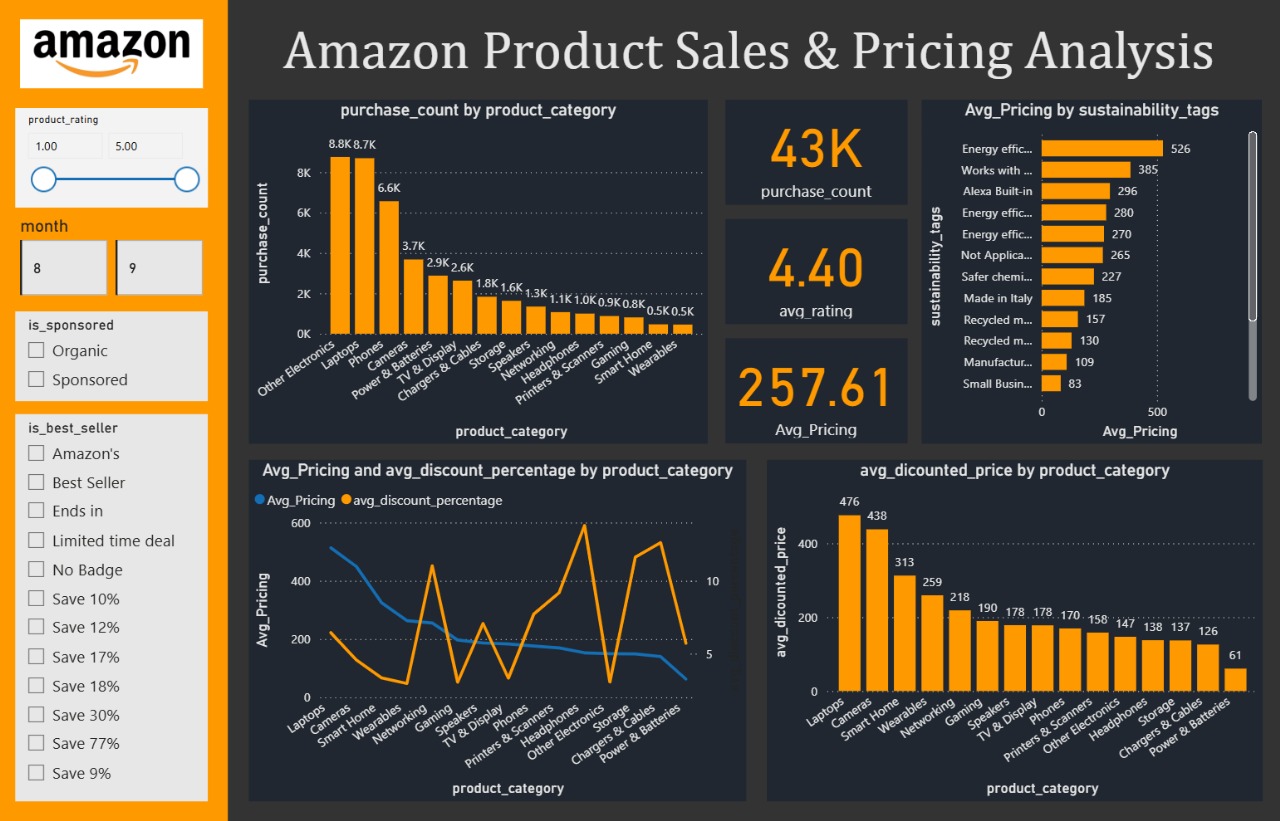 amazon
Amazon Product Sales & Pricing Analysis
product_rating
1.00 5.00
month
8 9
is_sponsored
Organic
Sponsored
is_best_seller
Amazon's
Best Seller
Ends in
Limited time deal
No Badge
Save 10%
Save 12%
Save 17%
Save 18%
Save 30%
Save 77%
Save 9%
purchase_count by product_category
purchase_count
8K
6K
4K
2K
0K
8.8K 8.7K 6.6K 3.7K 2.9K 2.6K 1.8K 1.6K 1.3K 1.1K 1.0K 0.9K 0.8K 0.5K 0.5K
Other Electronics
Laptops
Phones
Cameras
Power & Batteries
TV & Display
Chargers & Cables
Storage
Speakers
Networking
Headphones
Printers & Scanners
Gaming
Smart Home
Wearables
product_category
43K
purchase_count
4.40
avg_rating
257.61
Avg_Pricing
Avg_Pricing by sustainability_tags
sustainability_tags
Energy effic... 526
Works with ... 385
Alexa Built-in 296
Energy effic... 280
Energy effic... 270
Not Applica... 265
Safer chemi... 227
Made in Italy 185
Recycled m... 157
Recycled m... 130
Manufactur... 109
Small Busin... 83
0 500
Avg_Pricing
Avg_Pricing and avg_discount_percentage by product_category
Avg_Pricing avg_discount_percentage
Avg_Pricing
600
400
200
0
10
5
Laptops
Cameras
Smart Home
Wearables
Networking
Gaming
Speakers
TV & Display
Phones
Printers & Scanners
Headphones
Other Electronics
Storage
Chargers & Cables
Power & Batteries
product_category
avg_dicounted_price by product_category
avg_dicounted_price
400
200
0
476 438 313 259 218 190 178 178 170 158 147 138 137 126 61
Laptops
Cameras
Smart Home
Wearables
Networking
Gaming
Speakers
TV & Display
Phones
Printers & Scanners
Other Electronics
Headphones
Storage
Chargers & Cables
Power & Batteries
product_category